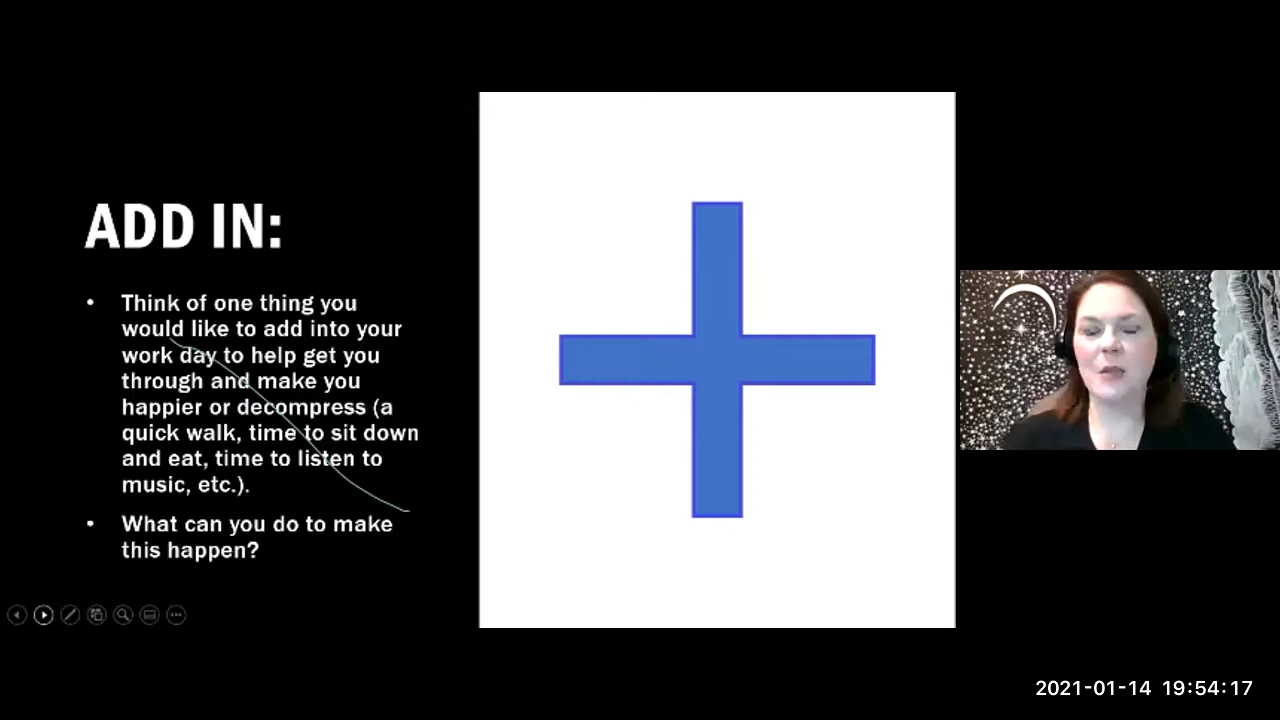 ADD IN:
• Think of one thing you
would like to add into your
work day to help get you
through and make you
happier or decompress (a
quick walk, time to sit down
and eat, time to listen to
music, etc.).
• What can you do to make
this happen?
2021-01-14 19:54:17